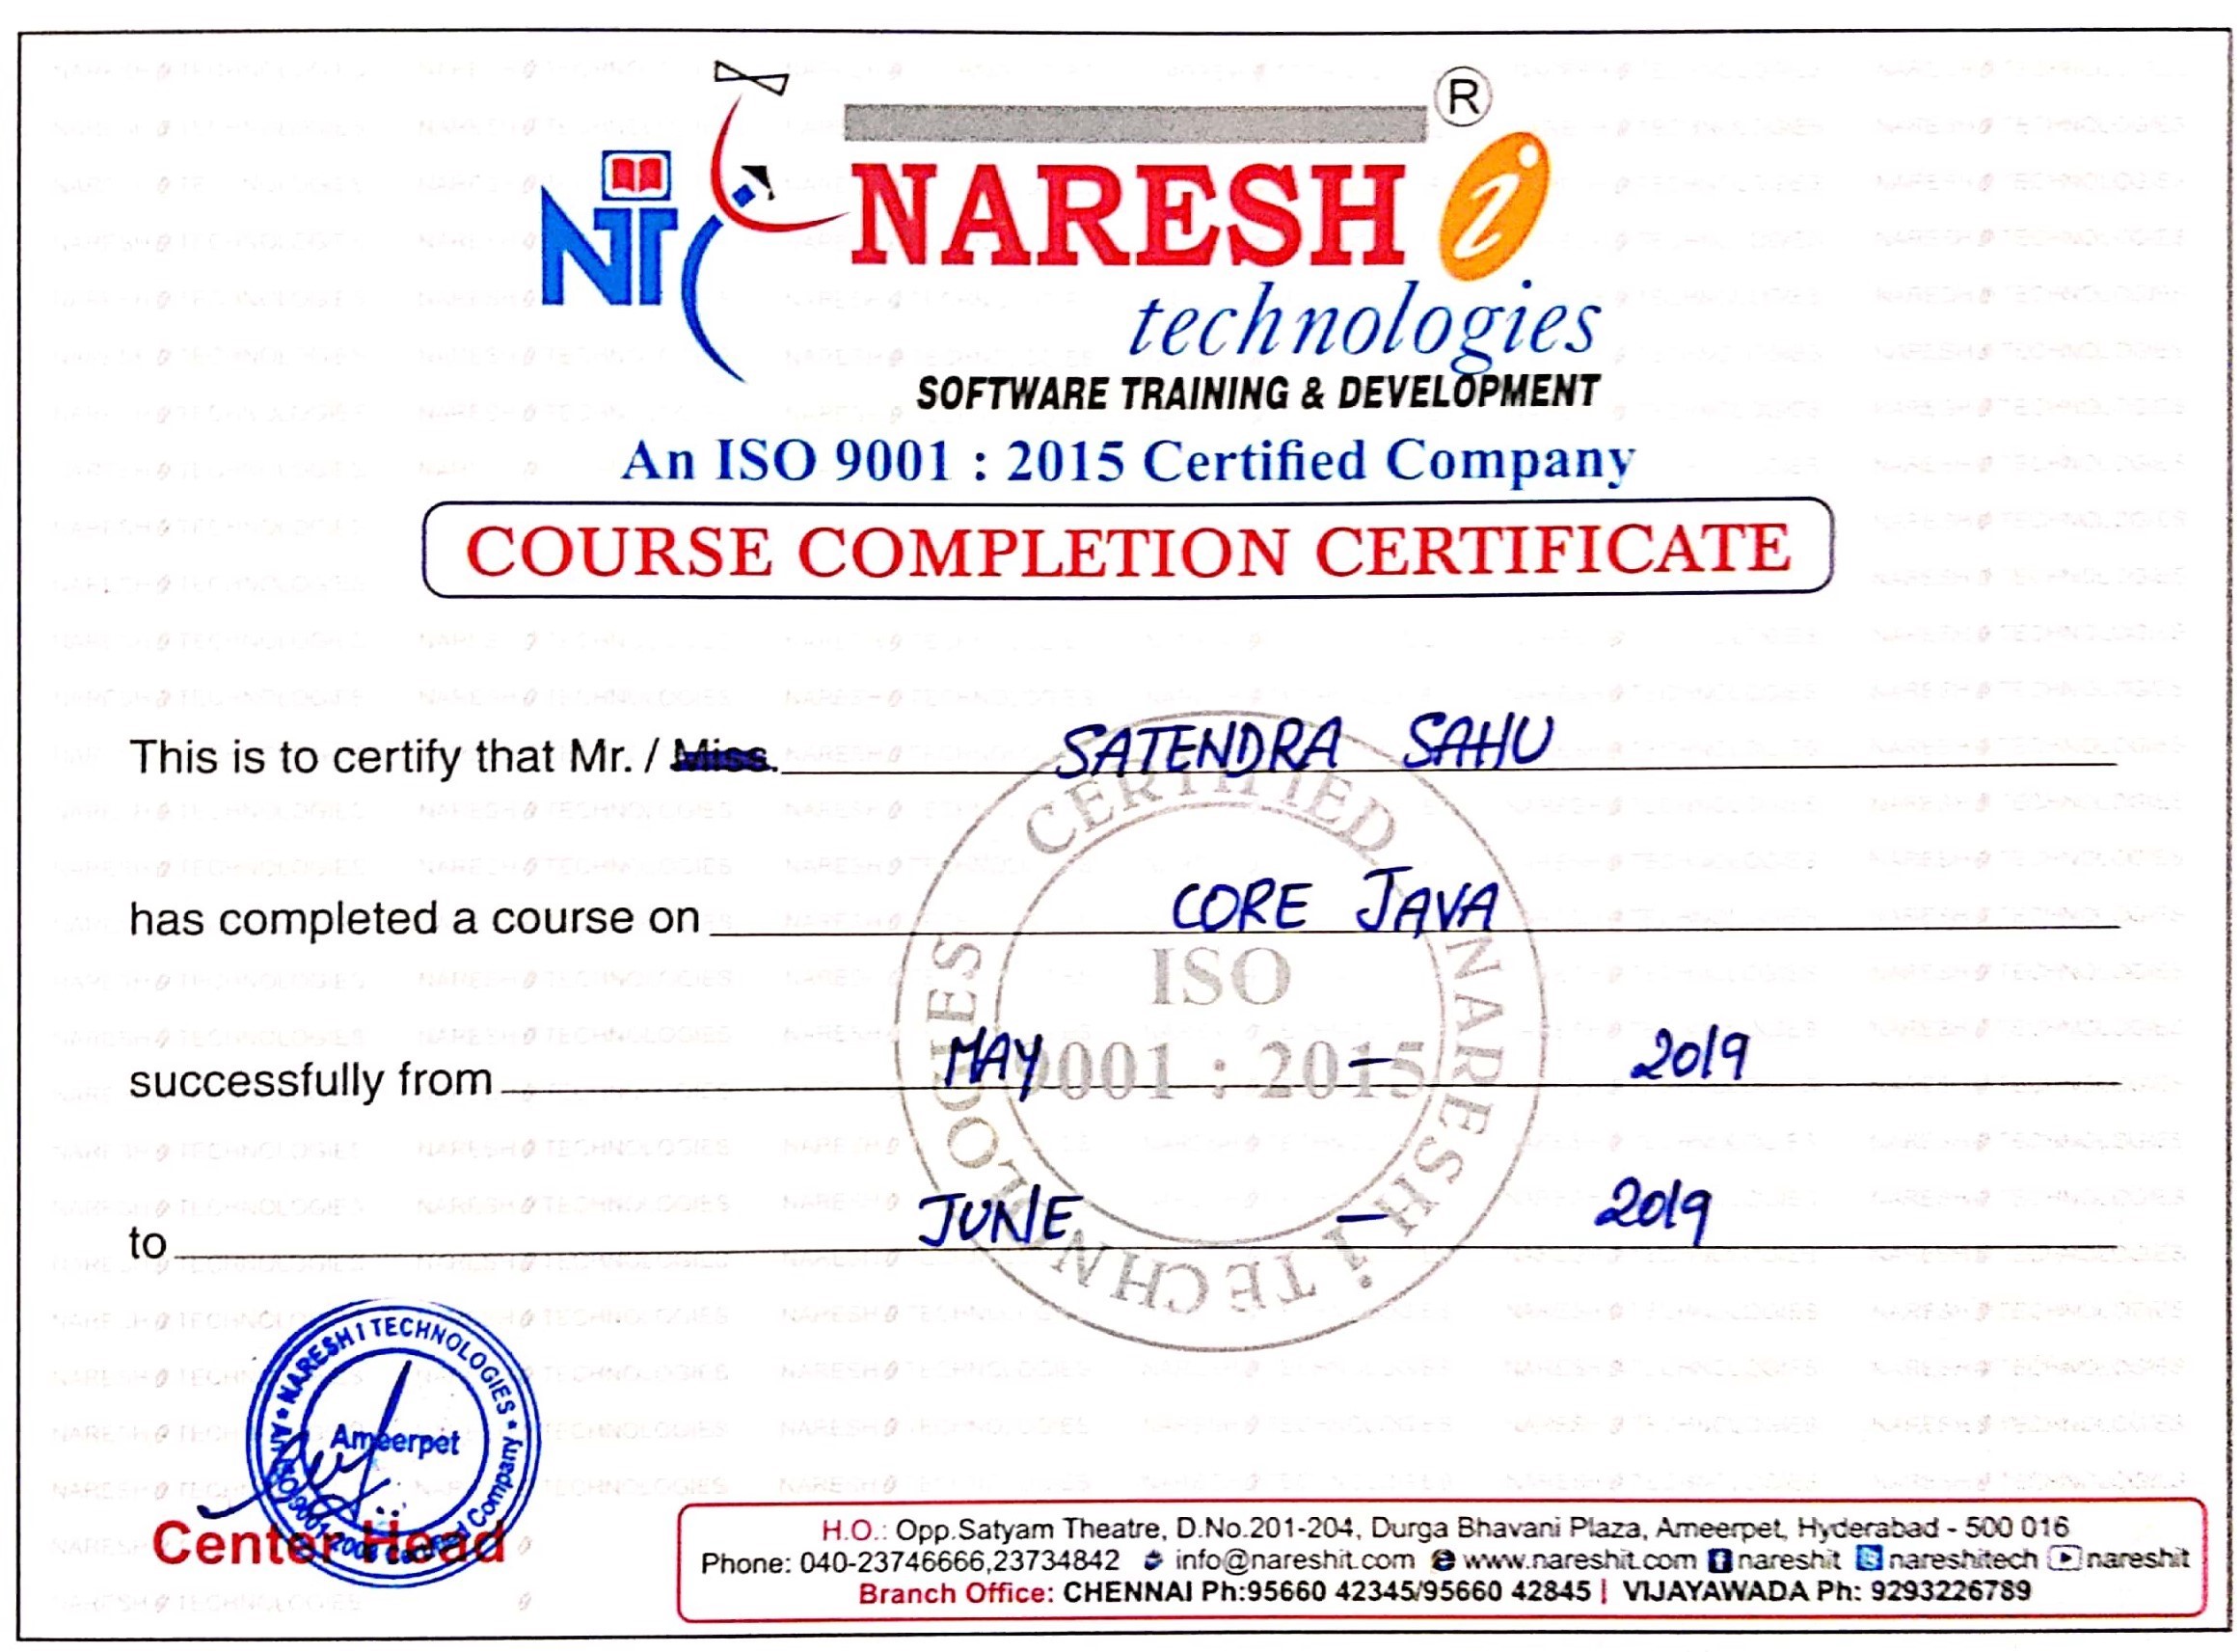 NT
NARESH i ®
technologies
SOFTWARE TRAINING & DEVELOPMENT
An ISO 9001 : 2015 Certified Company
COURSE COMPLETION CERTIFICATE
This is to certify that Mr. / Miss. SATENDRA SAHU
has completed a course on CORE JAVA
successfully from MAY — 2019
to JUNE — 2019
CERTIFIED NARESH i TECHNOLOGIES
ISO
9001 : 2015
NARESH I TECHNOLOGIES
Ameerpet
AN ISO 9001:2008 Certified Company
Center Head
H.O.: Opp.Satyam Theatre, D.No.201-204, Durga Bhavani Plaza, Ameerpet, Hyderabad - 500 016
Phone: 040-23746666,23734842 info@nareshit.com www.nareshit.com nareshit nareshitech nareshit
Branch Office: CHENNAI Ph:95660 42345/95660 42845 | VIJAYAWADA Ph: 9293226789